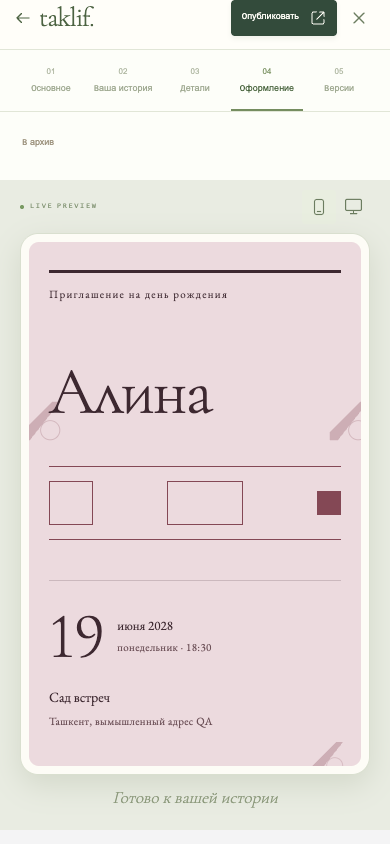 taklif.
Опубликовать
01 02 03 04 05
Основное Ваша история Детали Оформление Версии
В архив
LIVE PREVIEW
Приглашение на день рождения
Алина
19
июня 2028
понедельник · 18:30
Сад встреч
Ташкент, вымышленный адрес QA
Готово к вашей истории